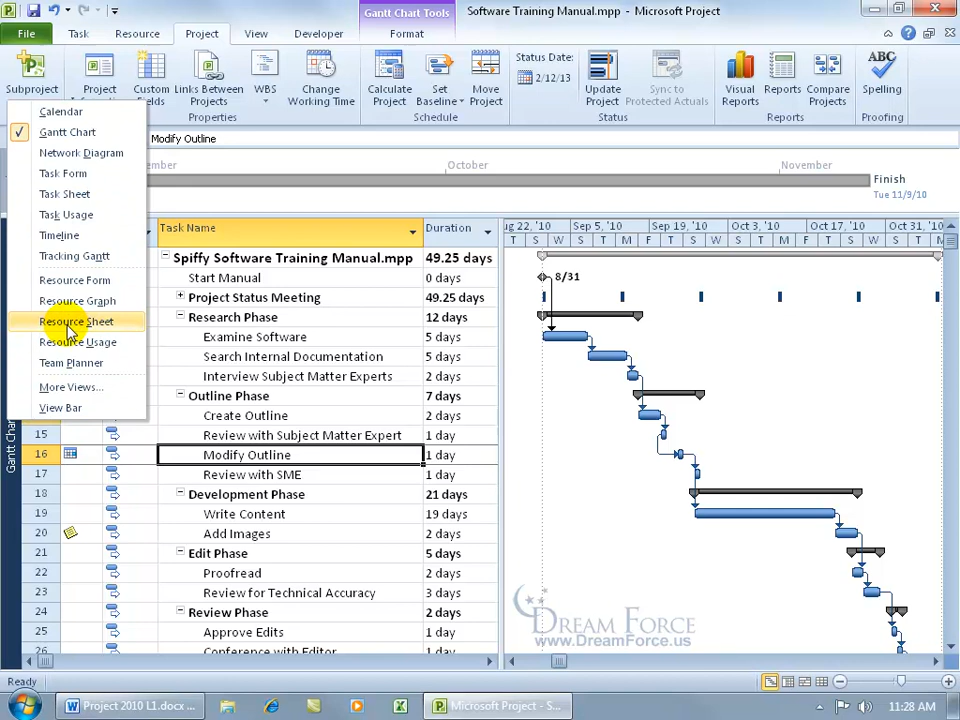 Gantt Chart Tools
Software Training Manual.mpp - Microsoft Project
File Task Resource Project View Developer Format
Subproject
Project
Custom Fields
Links Between Projects
WBS
Change Working Time
Properties
Calculate Project
Set Baseline
Move Project
Schedule
Status Date:
2/12/13
Update Project
Sync to Protected Actuals
Visual Reports
Reports
Compare Projects
Reports
ABC
Spelling
Proofing
Calendar
Gantt Chart
Network Diagram
Task Form
Task Sheet
Task Usage
Timeline
Tracking Gantt
Resource Form
Resource Graph
Resource Sheet
Resource Usage
Team Planner
More Views...
View Bar
Modify Outline
October November
Finish
Tue 11/9/10
Task Name Duration
Sep 5, '10 Sep 19, '10 Oct 3, '10 Oct 17, '10 Oct 31, '10
T S W S T M F T S W S T M
Spiffy Software Training Manual.mpp 49.25 days
Start Manual 0 days 8/31
Project Status Meeting 49.25 days
Research Phase 12 days
Examine Software 5 days
Search Internal Documentation 5 days
Interview Subject Matter Experts 2 days
Outline Phase 7 days
Create Outline 2 days
15 Review with Subject Matter Expert 1 day
16 Modify Outline 1 day
17 Review with SME 1 day
18 Development Phase 21 days
19 Write Content 19 days
20 Add Images 2 days
21 Edit Phase 5 days
22 Proofread 2 days
23 Review for Technical Accuracy 3 days
24 Review Phase 2 days
25 Approve Edits 1 day
26 Conference with Editor 1 day
Gantt Chart
DREAM FORCE
www.DreamForce.us
Ready
Project 2010 L1.docx ...
Microsoft Project - S...
11:28 AM